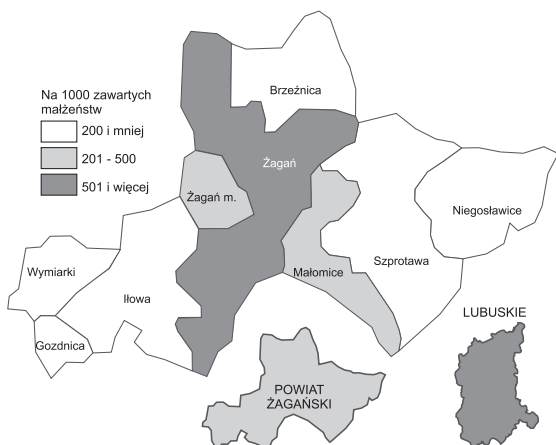 Na 1000 zawartych
małżeństw
200 i mniej
201 - 500
501 i więcej
Brzeźnica
Żagań
Żagań m.
Niegosławice
Wymiarki
Iłowa
Małomice
Szprotawa
Gozdnica
LUBUSKIE
POWIAT
ŻAGAŃSKI